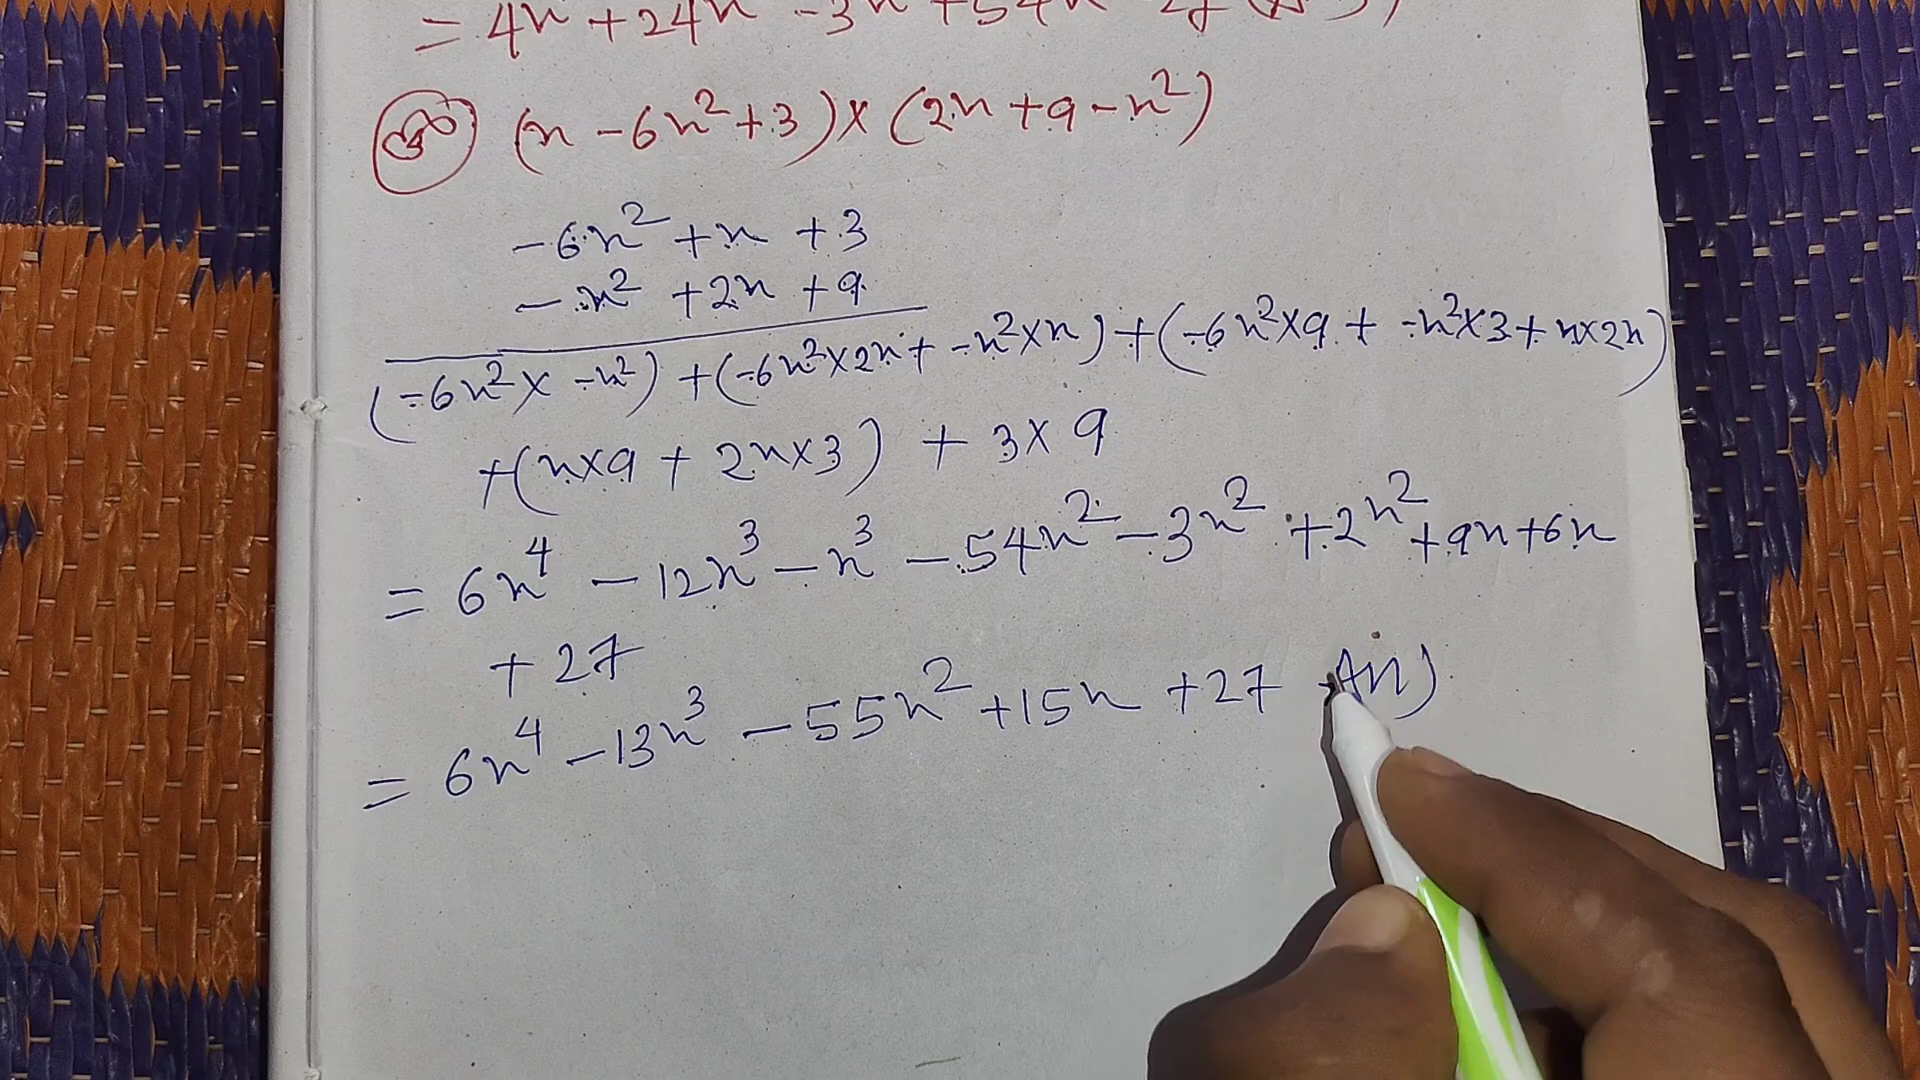 (x - 6x² + 3) × (2x + 9 - x²)
-6x² + x + 3
- x² + 2x + 9
(-6x² × -x²) + (-6x² × 2x + -x² × x) + (-6x² × 9 + -x² × 3 + x × 2x)
+ (x × 9 + 2x × 3) + 3 × 9
= 6x⁴ - 12x³ - x³ - 54x² - 3x² + 2x² + 9x + 6x
+ 27
= 6x⁴ - 13x³ - 55x² + 15x + 27 An)